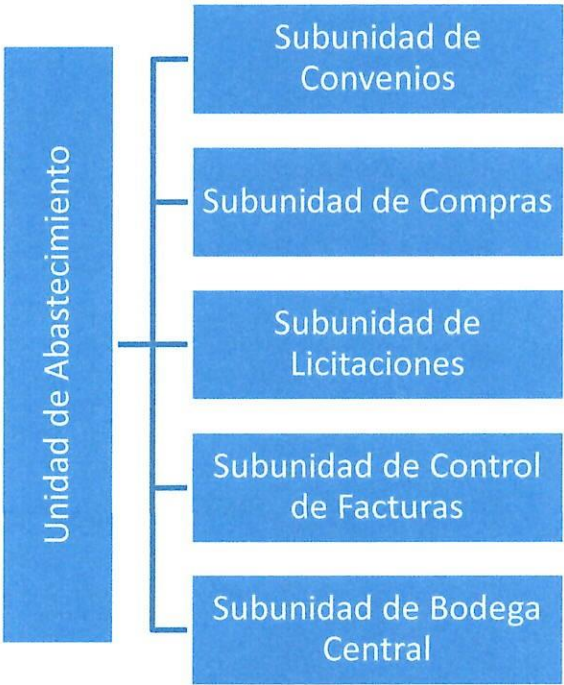 Unidad de Abastecimiento
Subunidad de
Convenios
Subunidad de Compras
Subunidad de
Licitaciones
Subunidad de Control
de Facturas
Subunidad de Bodega
Central